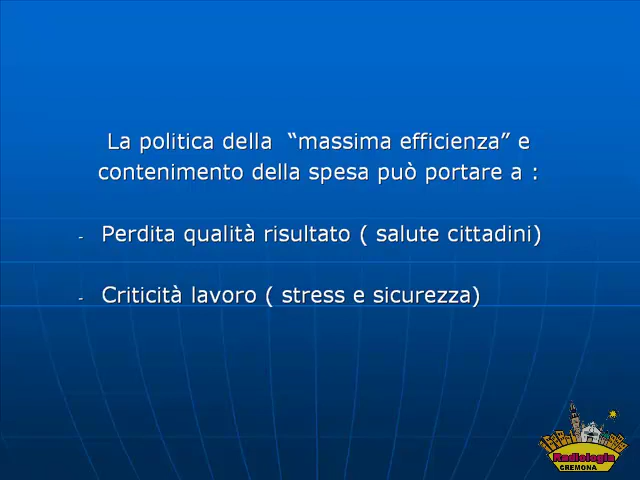 La politica della “massima efficienza” e
contenimento della spesa può portare a :
- Perdita qualità risultato ( salute cittadini)
- Criticità lavoro ( stress e sicurezza)
Radiologia
CREMONA